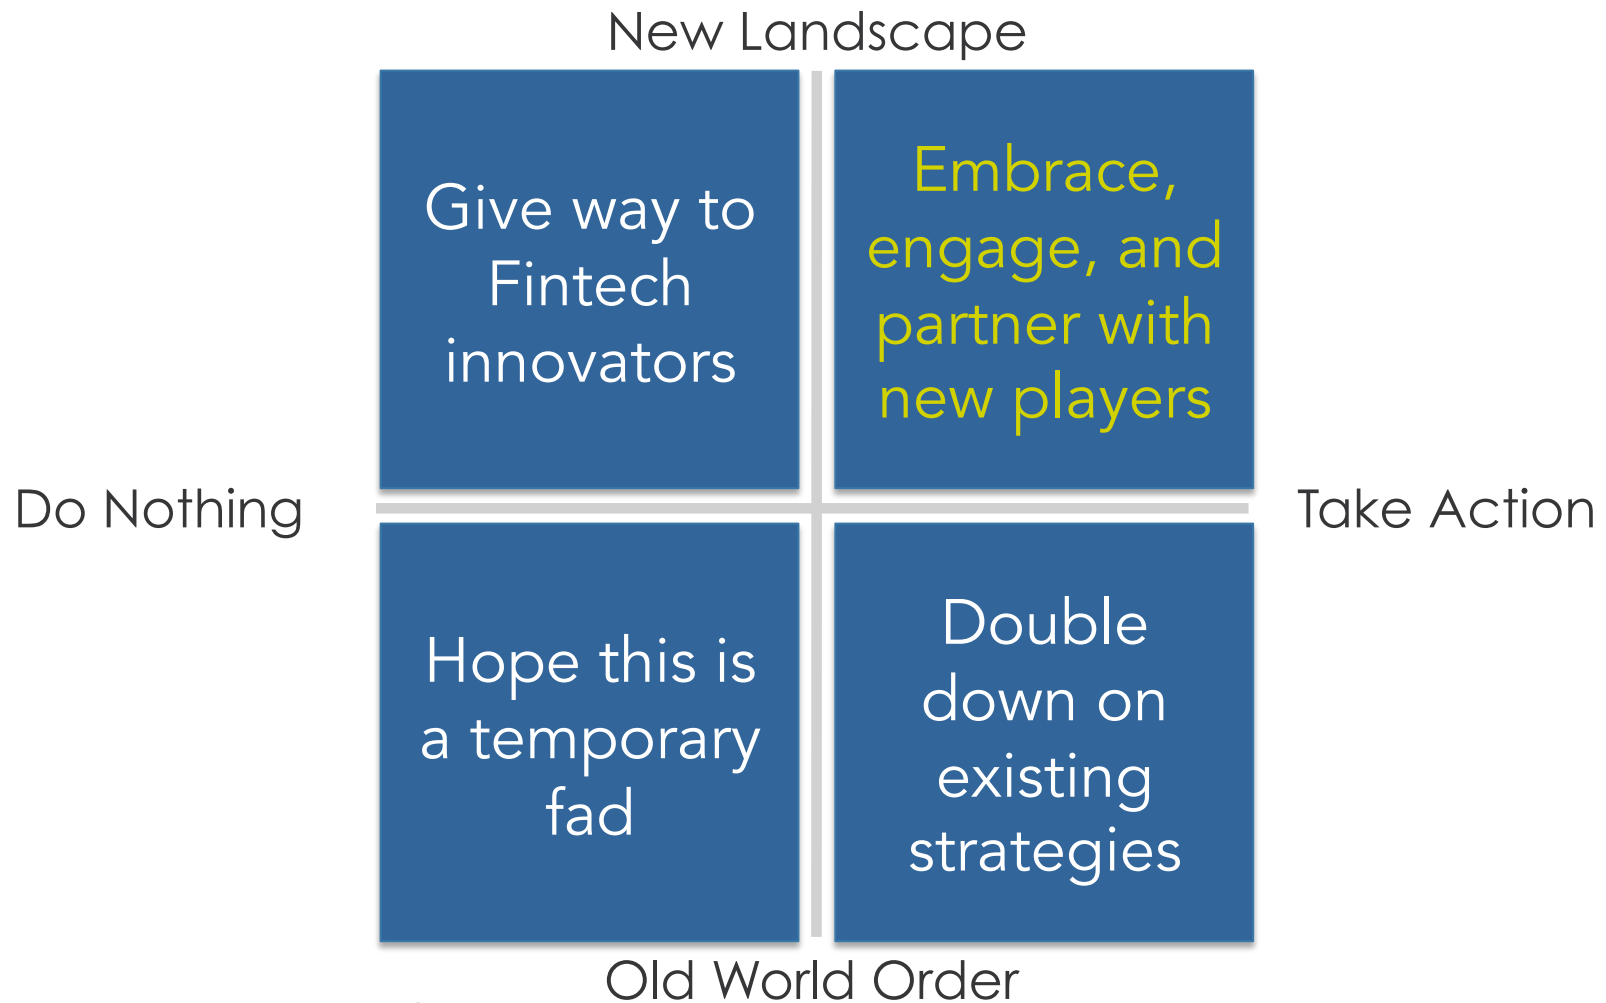 New Landscape
Give way to
Fintech
innovators
Embrace,
engage, and
partner with
new players
Do Nothing
Take Action
Hope this is
a temporary
fad
Double
down on
existing
strategies
Old World Order